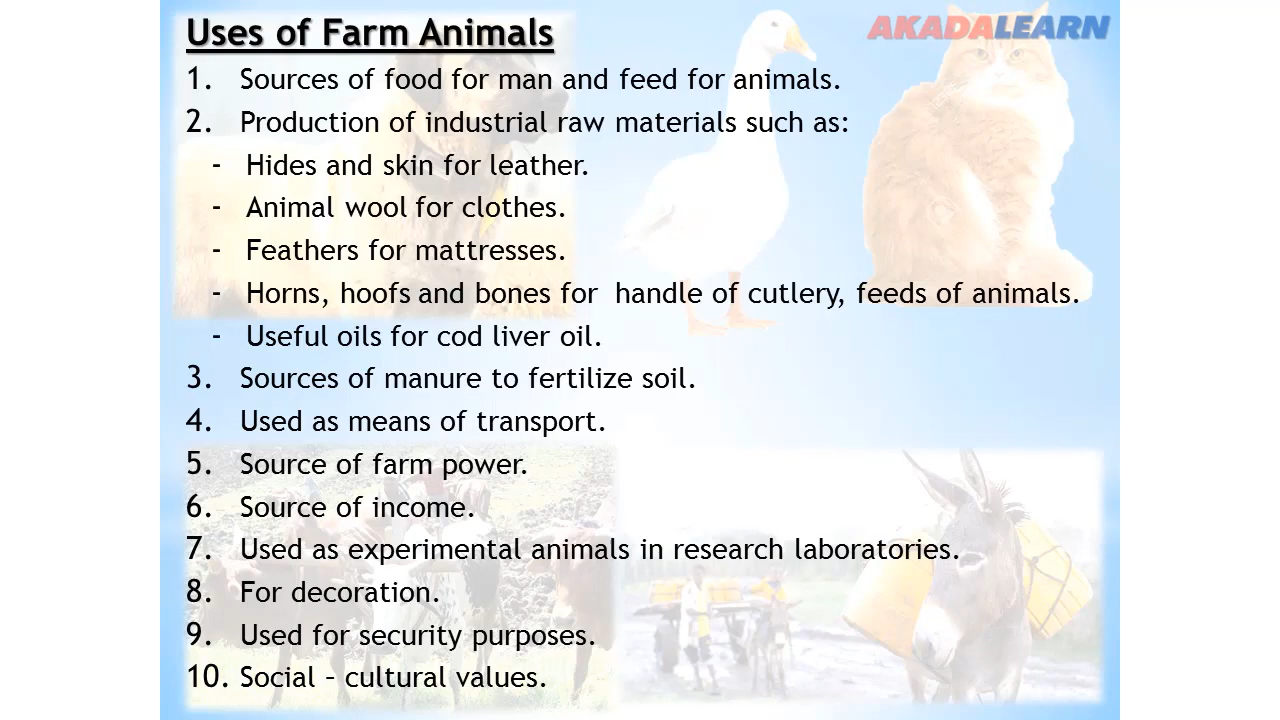 Uses of Farm Animals
AKADALEARN
1. Sources of food for man and feed for animals.
2. Production of industrial raw materials such as:
- Hides and skin for leather.
- Animal wool for clothes.
- Feathers for mattresses.
- Horns, hoofs and bones for handle of cutlery, feeds of animals.
- Useful oils for cod liver oil.
3. Sources of manure to fertilize soil.
4. Used as means of transport.
5. Source of farm power.
6. Source of income.
7. Used as experimental animals in research laboratories.
8. For decoration.
9. Used for security purposes.
10. Social – cultural values.